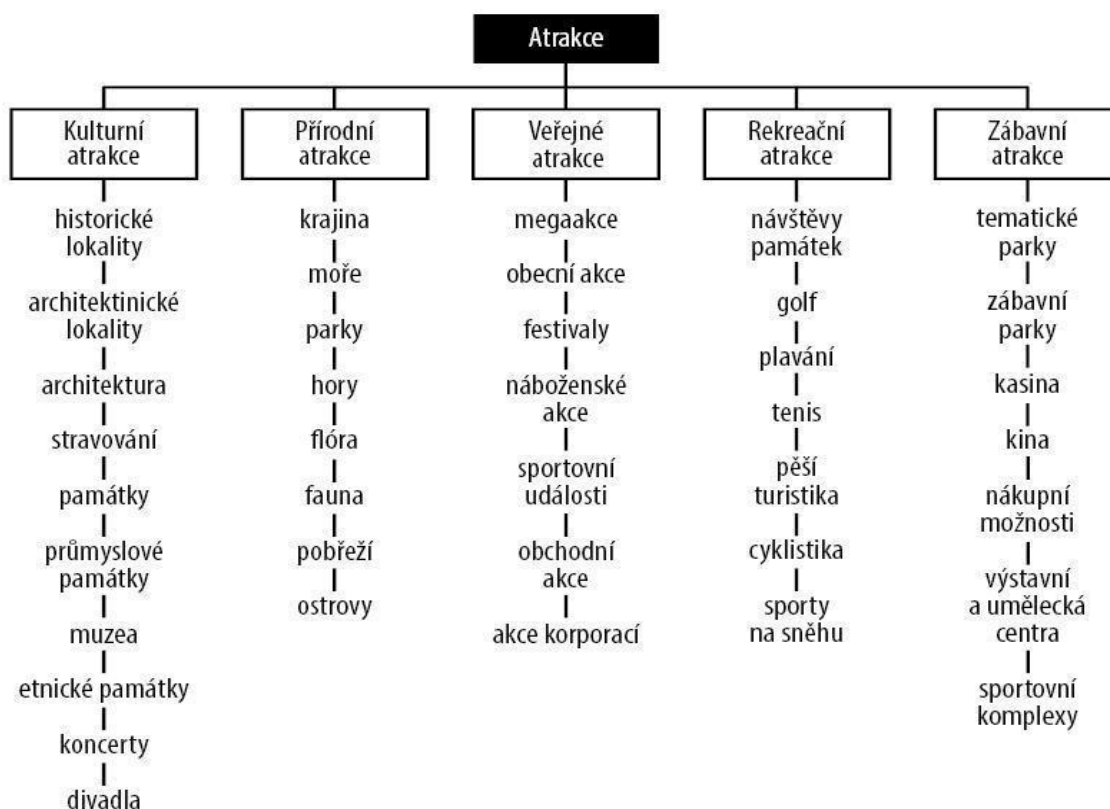 Atrakce
Kulturní
atrakce
historické
lokality
architektinické
lokality
architektura
stravování
památky
průmyslové
památky
muzea
etnické památky
koncerty
divadla
Přírodní
atrakce
krajina
moře
parky
hory
flóra
fauna
pobřeží
ostrovy
Veřejné
atrakce
megaakce
obecní akce
festivaly
náboženské
akce
sportovní
události
obchodní
akce
akce korporací
Rekreační
atrakce
návštěvy
památek
golf
plavání
tenis
pěší
turistika
cyklistika
sporty
na sněhu
Zábavní
atrakce
tematické
parky
zábavní
parky
kasina
kina
nákupní
možnosti
výstavní
a umělecká
centra
sportovní
komplexy